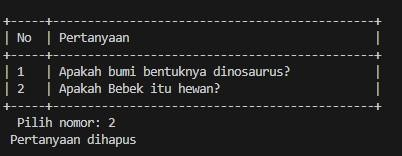 +-----+------------------------------------------+
| No  | Pertanyaan                               |
+-----+------------------------------------------+
| 1   | Apakah bumi bentuknya dinosaurus?        |
| 2   | Apakah Bebek itu hewan?                  |
+-----+------------------------------------------+
Pilih nomor: 2
Pertanyaan dihapus